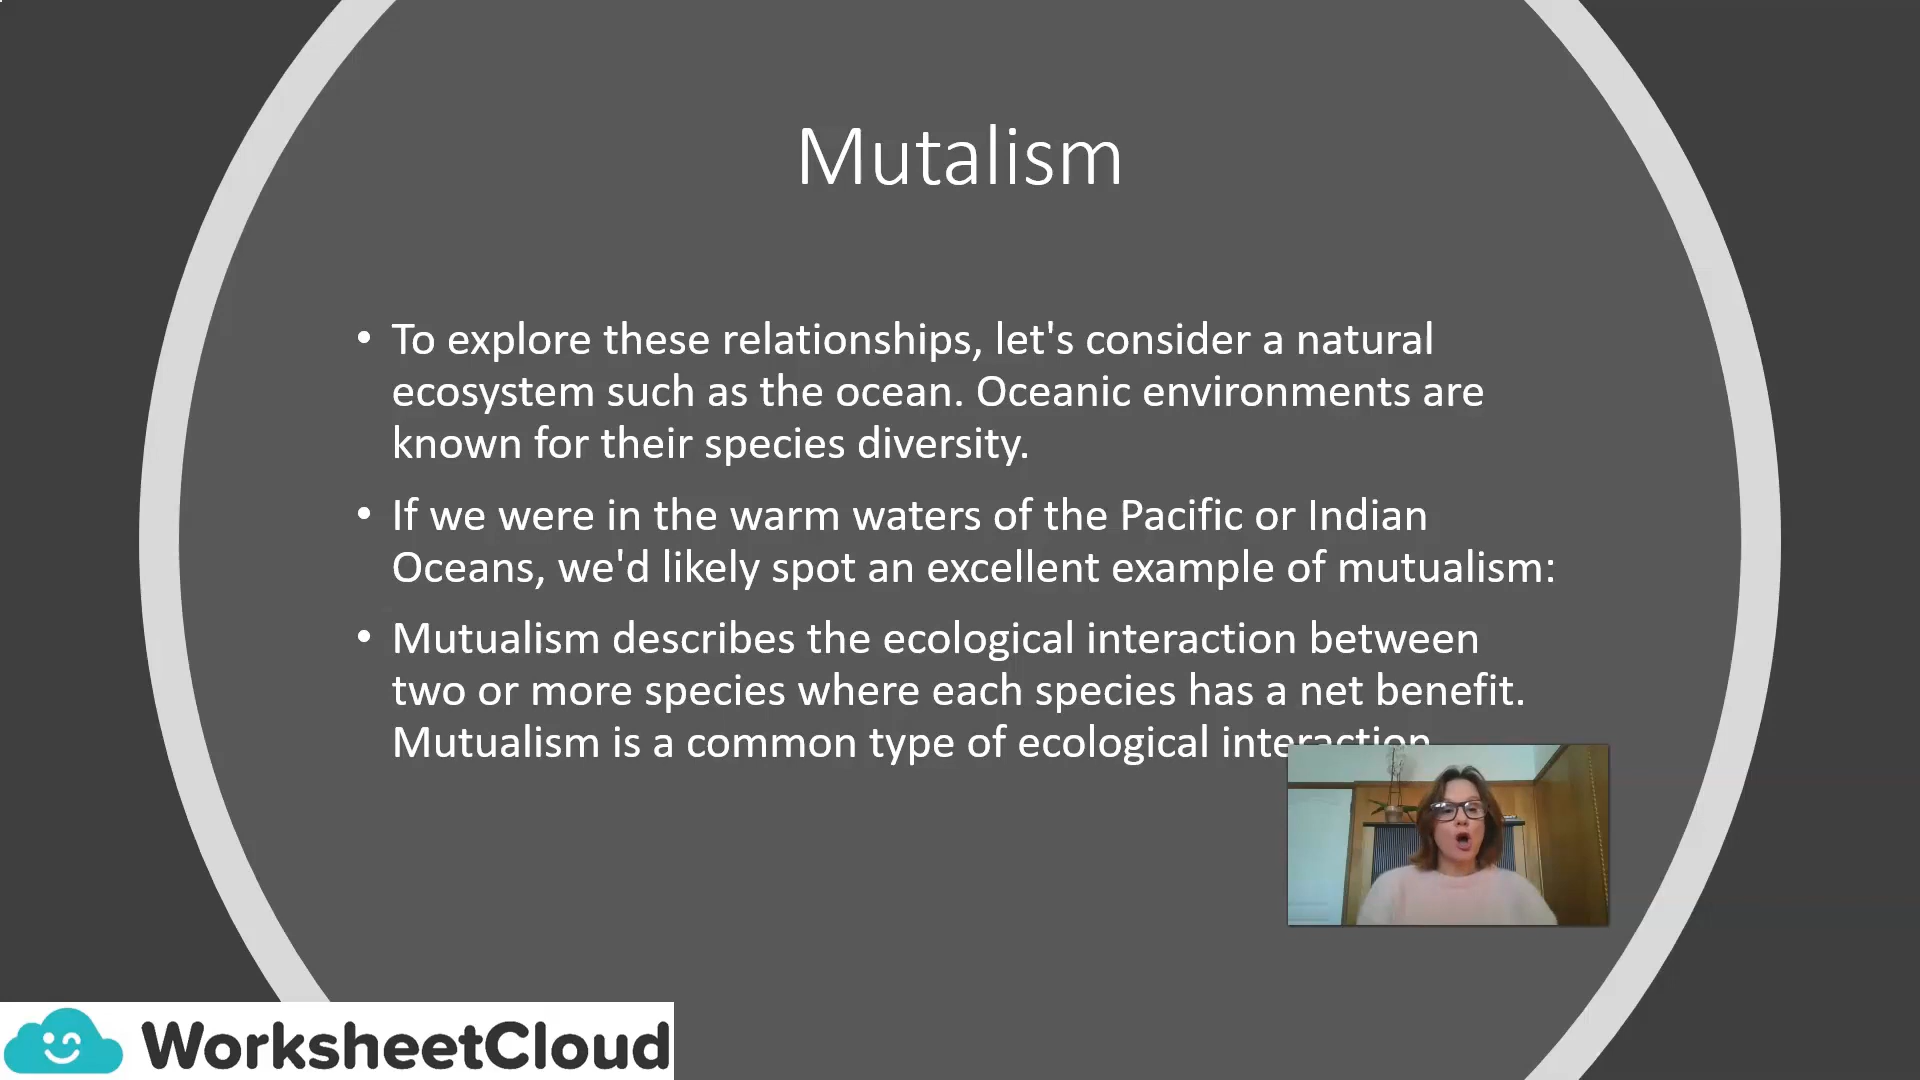 Mutalism
• To explore these relationships, let's consider a natural
ecosystem such as the ocean. Oceanic environments are
known for their species diversity.
• If we were in the warm waters of the Pacific or Indian
Oceans, we'd likely spot an excellent example of mutualism:
• Mutualism describes the ecological interaction between
two or more species where each species has a net benefit.
Mutualism is a common type of ecological interaction
WorksheetCloud